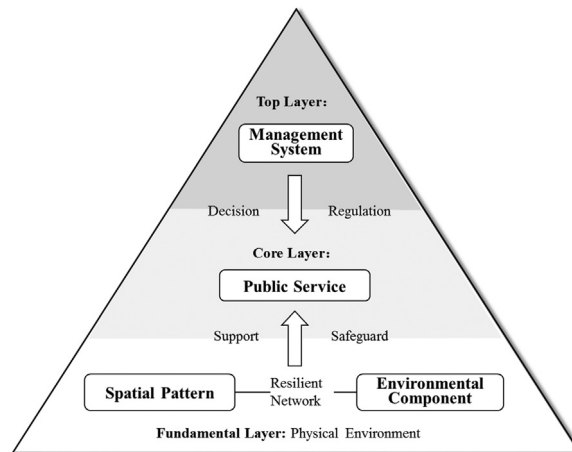 Top Layer:
Management
System
Decision Regulation
Core Layer:
Public Service
Support Safeguard
Spatial Pattern
Resilient
Network
Environmental
Component
Fundamental Layer: Physical Environment